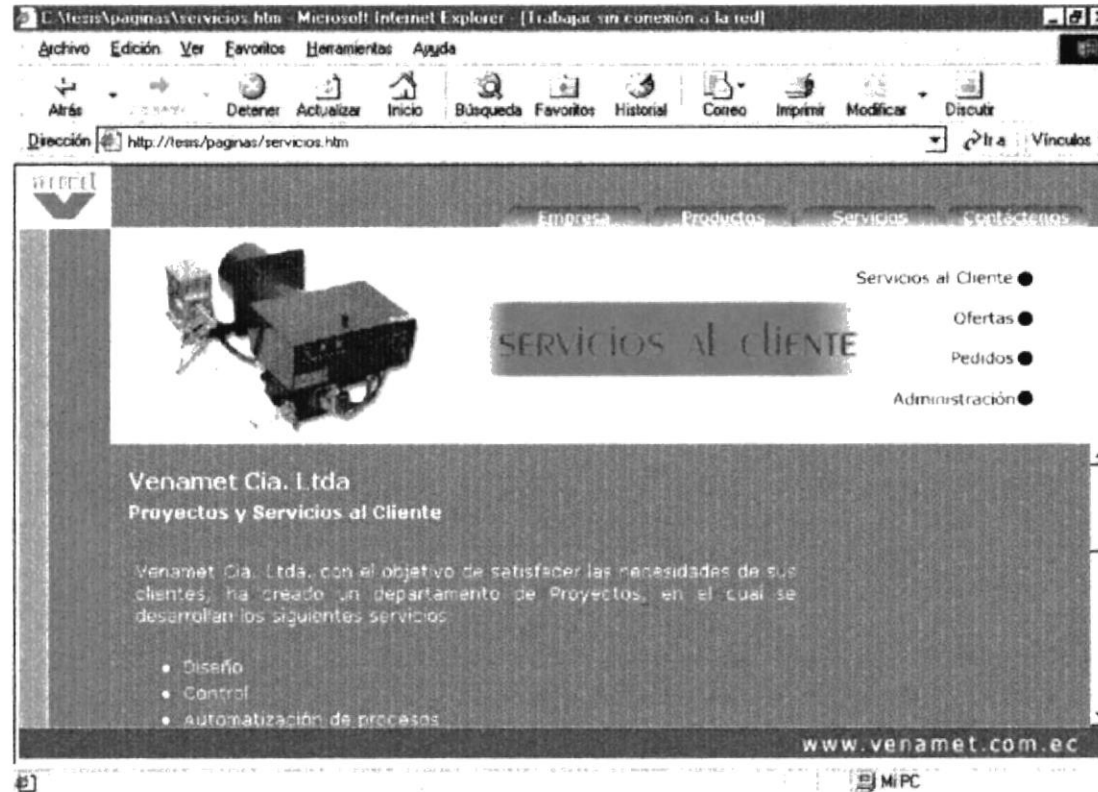 C:\tesis\paginas\servicios.htm - Microsoft Internet Explorer - [Trabajar sin conexión a la red]
Archivo Edición Ver Favoritos Herramientas Ayuda
Atrás Detener Actualizar Inicio Búsqueda Favoritos Historial Correo Imprimir Modificar Discutir
Dirección http://tesis/paginas/servicios.htm Ir a Vínculos
venamet
Empresa Productos Servicios Contáctenos
Servicios al Cliente
Ofertas
SERVICIOS Al CLIENTE
Pedidos
Administración
Venamet Cia. Ltda
Proyectos y Servicios al Cliente
Venamet Cia. Ltda. con el objetivo de satisfacer las necesidades de sus
clientes, ha creado un departamento de Proyectos, en el cual se
desarrollan los siguientes servicios
• Diseño
• Control
• Automatización de procesos
www.venamet.com.ec
Mi PC